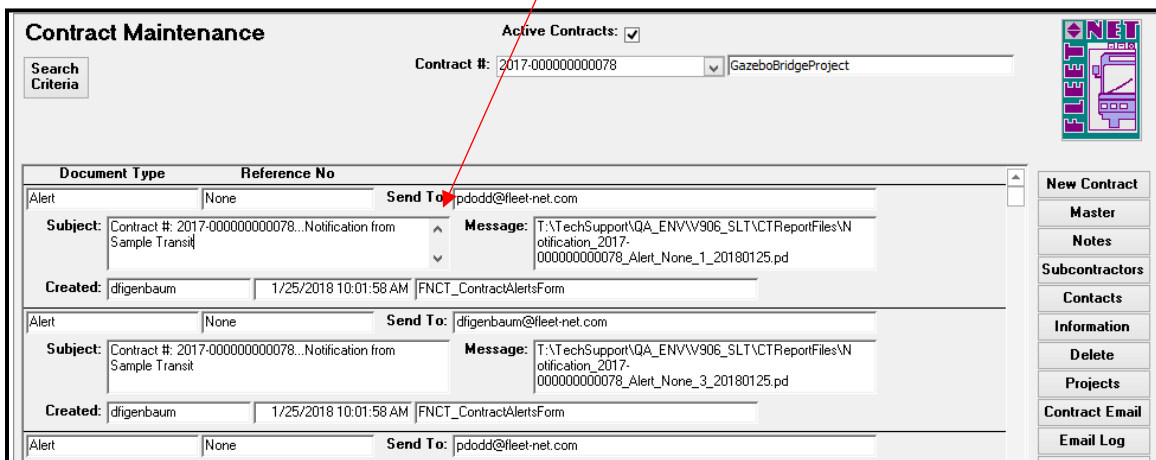 Contract Maintenance
Active Contracts:
Search
Criteria
Contract #: 2017-000000000078 GazeboBridgeProject
FLEET NET
Document Type Reference No
Alert None Send To: pdodd@fleet-net.com
Subject: Contract #: 2017-000000000078...Notification from
Sample Transit
Message: T:\TechSupport\QA_ENV\V906_SLT\CTReportFiles\N
otification_2017-
000000000078_Alert_None_1_20180125.pd
Created: dfigenbaum 1/25/2018 10:01:58 AM FNCT_ContractAlertsForm
Alert None Send To: dfigenbaum@fleet-net.com
Subject: Contract #: 2017-000000000078...Notification from
Sample Transit
Message: T:\TechSupport\QA_ENV\V906_SLT\CTReportFiles\N
otification_2017-
000000000078_Alert_None_3_20180125.pd
Created: dfigenbaum 1/25/2018 10:01:58 AM FNCT_ContractAlertsForm
Alert None Send To: pdodd@fleet-net.com
New Contract
Master
Notes
Subcontractors
Contacts
Information
Delete
Projects
Contract Email
Email Log